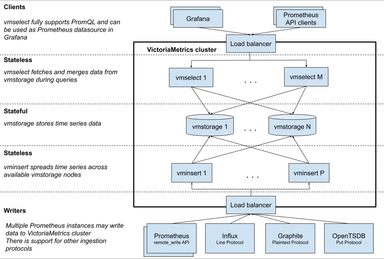 Clients
vmselect fully supports PromQL and can
be used as Prometheus datasource in
Grafana
Grafana
Prometheus
API clients
Load balancer
VictoriaMetrics cluster
Stateless
vmselect fetches and merges data from
vmstorage during queries
vmselect 1
. . .
vmselect M
Stateful
vmstorage stores time series data
vmstorage 1
. . .
vmstorage N
Stateless
vminsert spreads time series across
available vmstorage nodes
vminsert 1
. . .
vminsert P
Load balancer
Writers
Multiple Prometheus instances may write
data to VictoriaMetrics cluster
There is support for other ingestion
protocols
Prometheus
remote_write API
Influx
Line Protocol
Graphite
Plaintext Protocol
OpenTSDB
Put Protocol